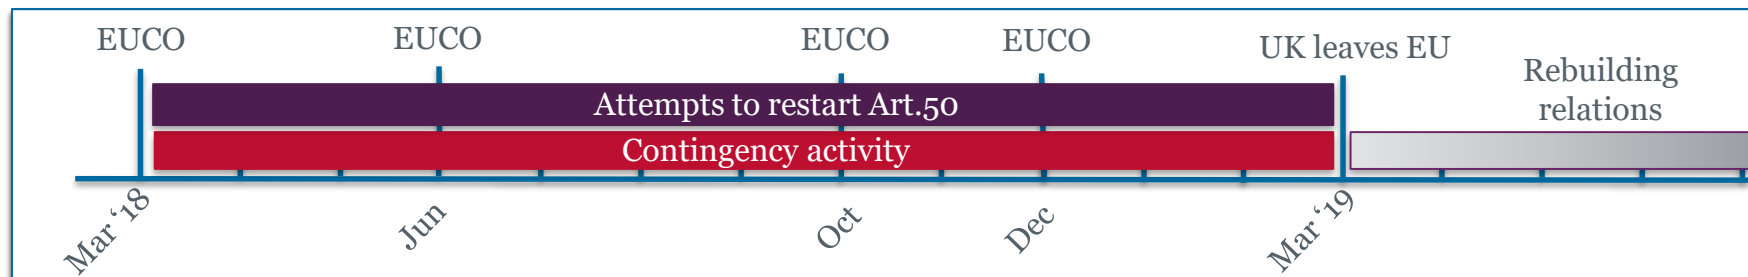 EUCO
EUCO
EUCO
EUCO
UK leaves EU
Rebuilding
relations
Attempts to restart Art.50
Contingency activity
Mar ‘18
Jun
Oct
Dec
Mar ‘19